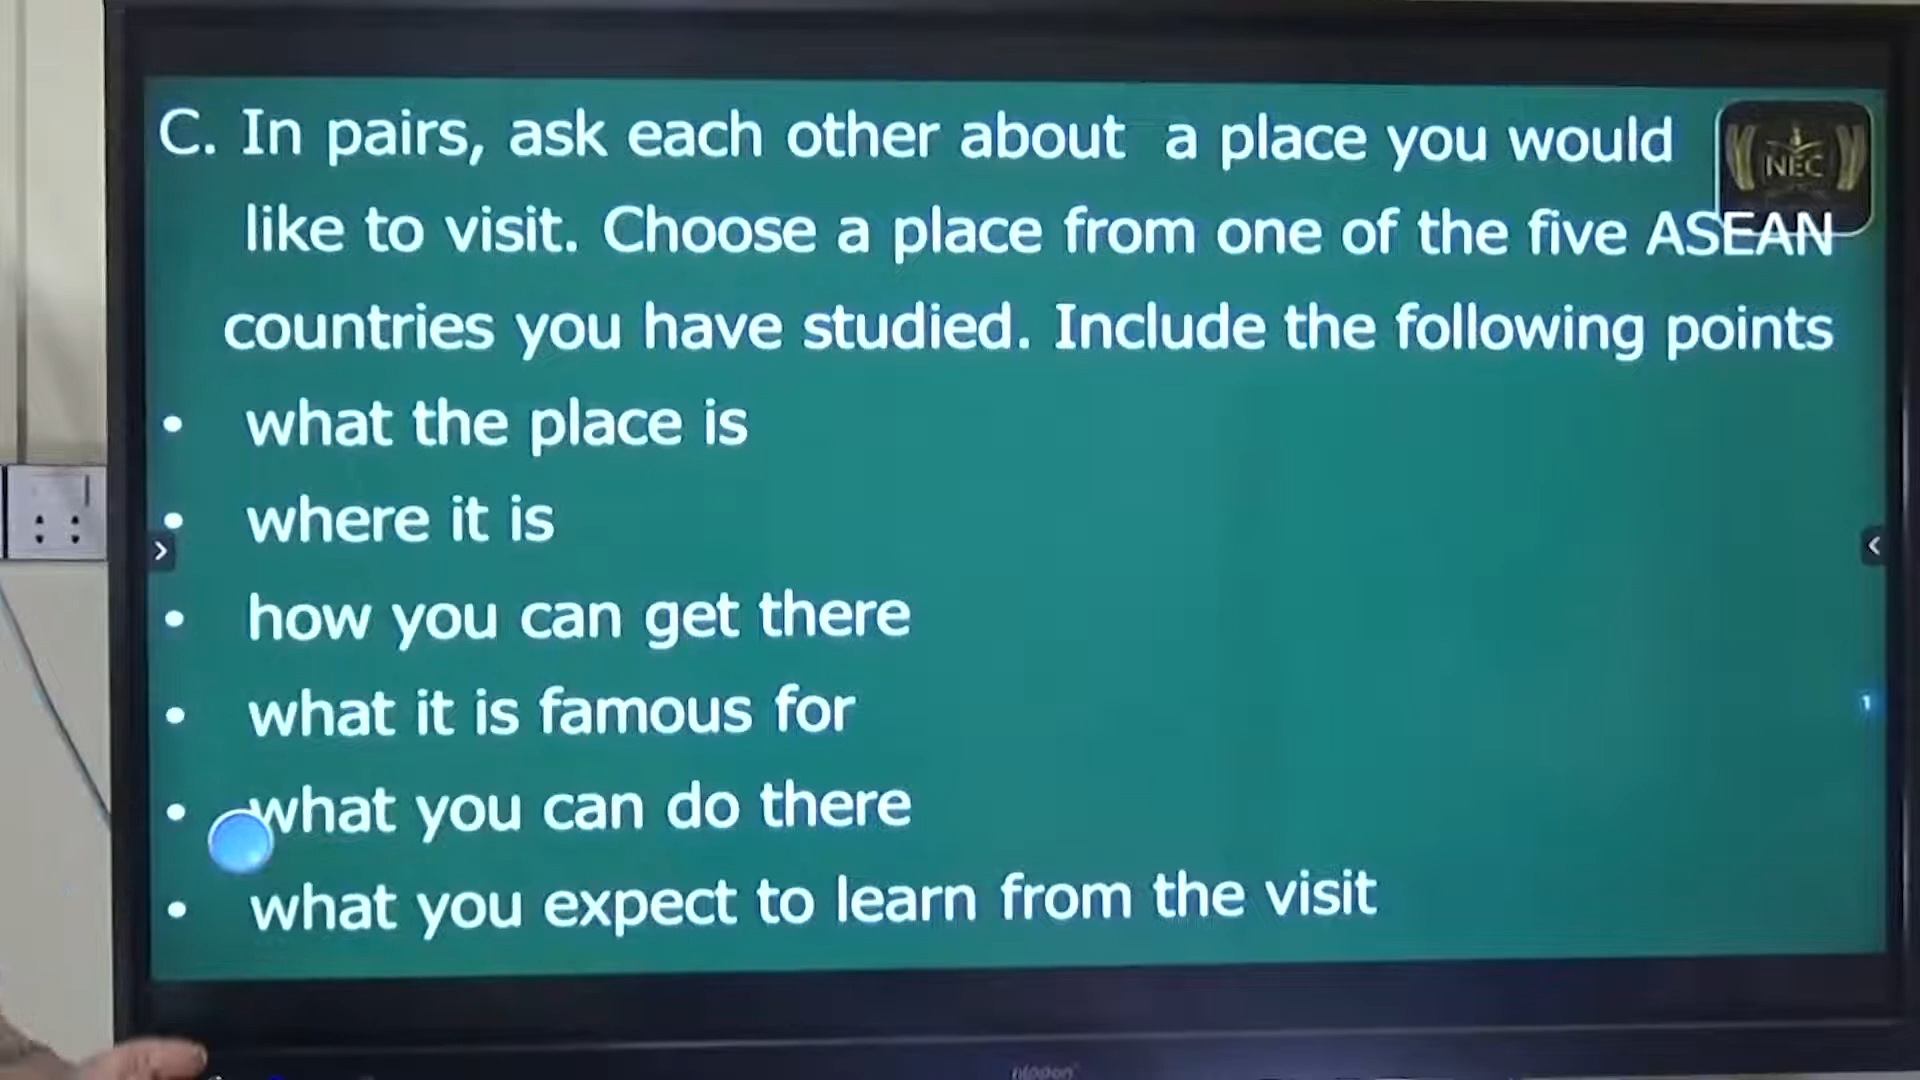 C. In pairs, ask each other about a place you would
NEC
like to visit. Choose a place from one of the five ASEAN
countries you have studied. Include the following points
• what the place is
• where it is
• how you can get there
• what it is famous for
• what you can do there
• what you expect to learn from the visit
1